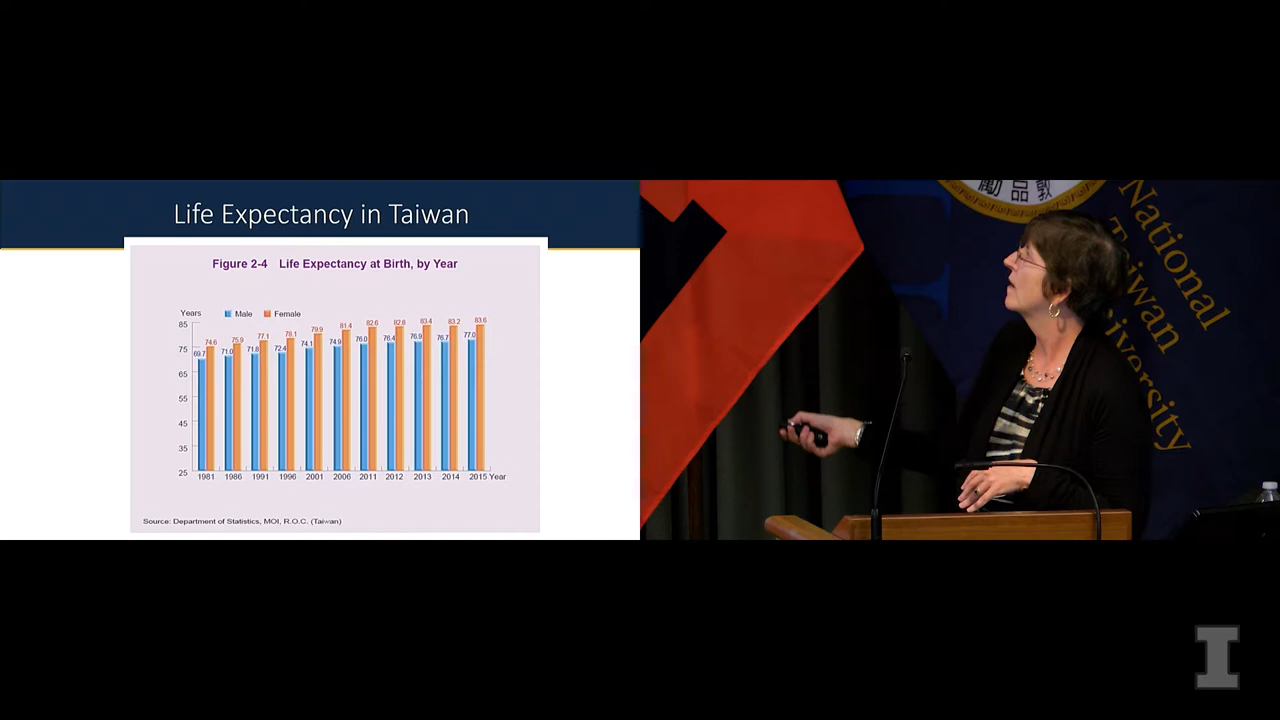 Life Expectancy in Taiwan
Figure 2-4 Life Expectancy at Birth, by Year
Years
Male Female
85
75
65
55
45
35
25
69.7 74.6 71.0 75.9 71.8 77.1 72.4 78.1 74.1 79.9 74.9 81.4 76.0 82.6 76.4 82.8 76.9 83.4 76.7 83.2 77.0 83.6
1981 1986 1991 1996 2001 2006 2011 2012 2013 2014 2015 Year
Source: Department of Statistics, MOI, R.O.C. (Taiwan)
勵品敦
National
Taiwan
University
I